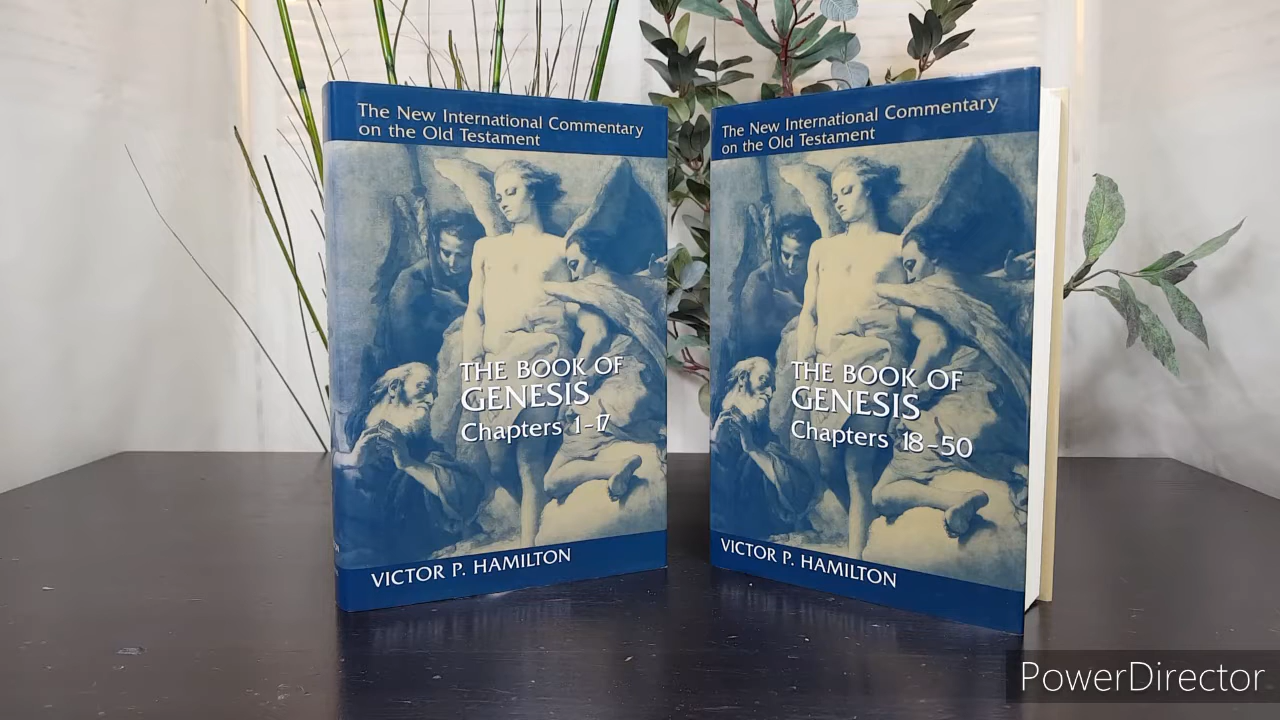 The New International Commentary
on the Old Testament
THE BOOK OF
GENESIS
Chapters 1-17
VICTOR P. HAMILTON
The New International Commentary
on the Old Testament
THE BOOK OF
GENESIS
Chapters 18-50
VICTOR P. HAMILTON
PowerDirector